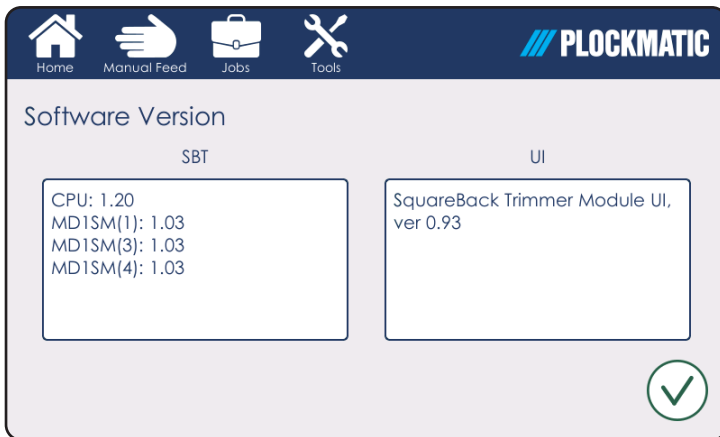 Home
Manual Feed
Jobs
Tools
PLOCKMATIC
Software Version
SBT
CPU: 1.20
MD1SM(1): 1.03
MD1SM(3): 1.03
MD1SM(4): 1.03
UI
SquareBack Trimmer Module UI,
ver 0.93